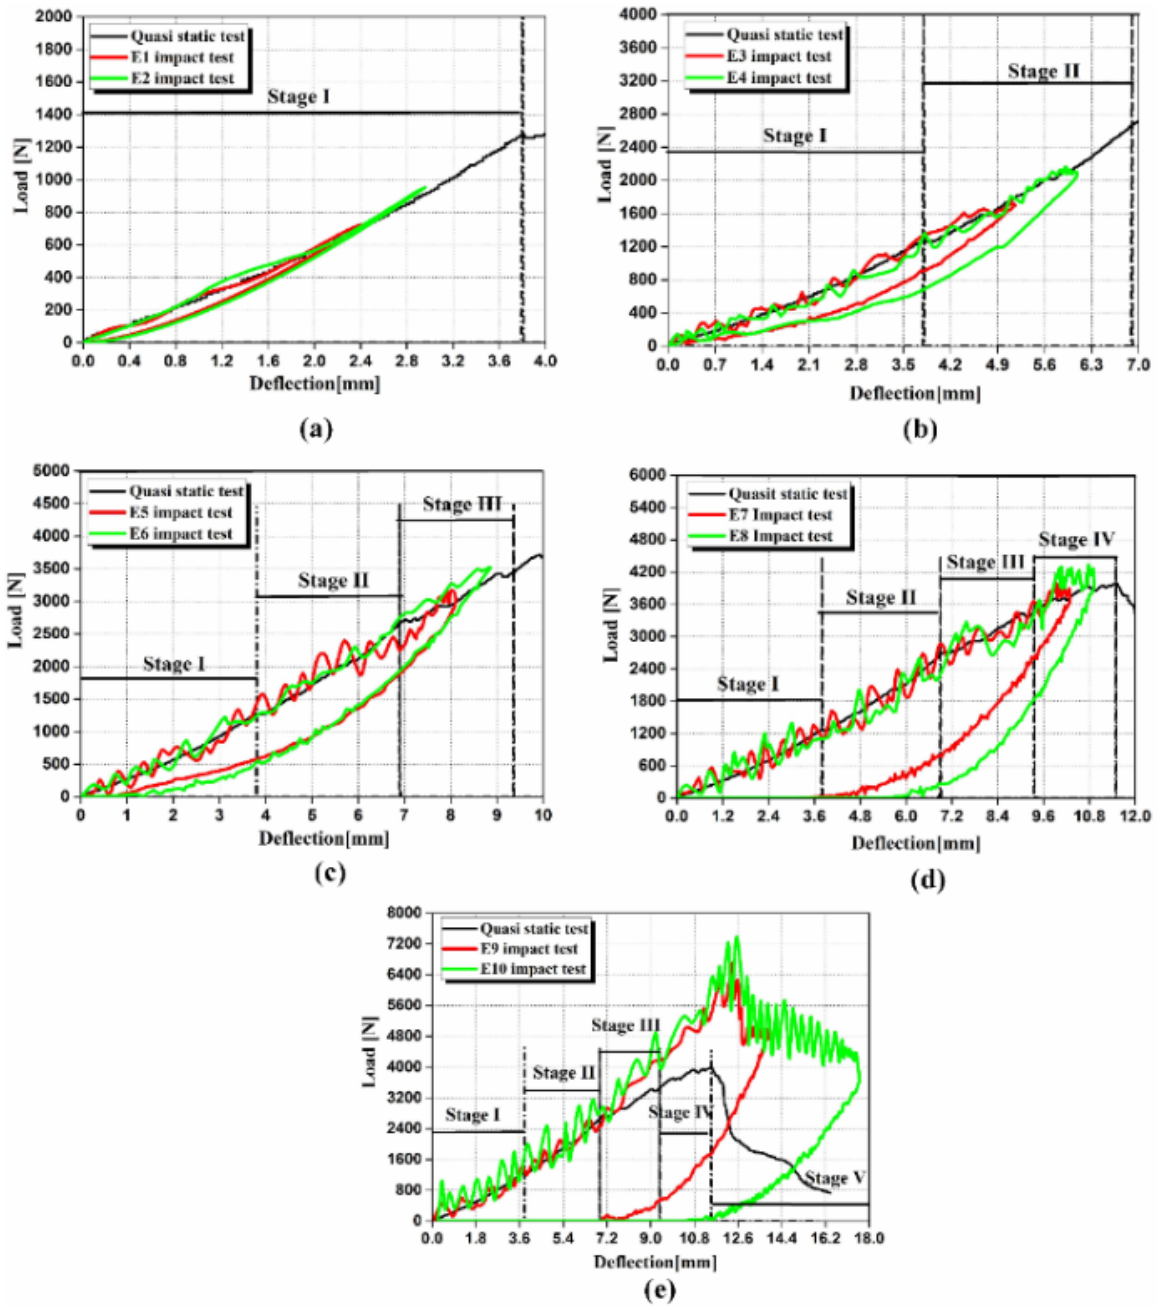 2000
1800
1600
1400
1200
1000
800
600
400
200
0
Load [N]
Quasi static test
E1 impact test
E2 impact test
Stage I
0.0 0.4 0.8 1.2 1.6 2.0 2.4 2.8 3.2 3.6 4.0
Deflection[mm]
(a)
4000
3600
3200
2800
2400
2000
1600
1200
800
400
0
Load [N]
Quasi static test
E3 impact test
E4 impact test
Stage II
Stage I
0.0 0.7 1.4 2.1 2.8 3.6 4.2 4.9 5.6 6.3 7.0
Deflection[mm]
(b)
5000
4500
4000
3500
3000
2500
2000
1500
1000
500
0
Load [N]
Quasi static test
E5 impact test
E6 impact test
Stage III
Stage II
Stage I
0 1 2 3 4 5 6 7 8 9 10
Deflection[mm]
(c)
6000
5400
4800
4200
3600
3000
2400
1800
1200
600
0
Load [N]
Quasit static test
E7 Impact test
E8 Impact test
Stage IV
Stage III
Stage II
Stage I
0.0 1.2 2.4 3.6 4.8 6.0 7.2 8.4 9.6 10.8 12.0
Deflection[mm]
(d)
8000
7200
6400
5600
4800
4000
3200
2400
1600
800
0
Load [N]
Quasi static test
E9 impact test
E10 impact test
Stage III
Stage II
Stage I
Stage IV
Stage V
0.0 1.8 3.6 5.4 7.2 9.0 10.8 12.6 14.4 16.2 18.0
Deflection[mm]
(e)